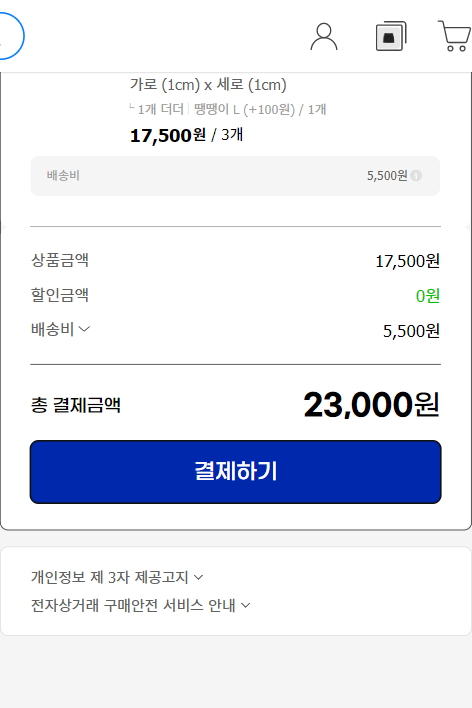 가로 (1cm) x 세로 (1cm)
└ 1개 더더 | 땡땡이 L (+100원) / 1개
17,500원 / 3개
배송비 5,500원
상품금액 17,500원
할인금액 0원
배송비 5,500원
총 결제금액 23,000원
결제하기
개인정보 제 3자 제공고지
전자상거래 구매안전 서비스 안내